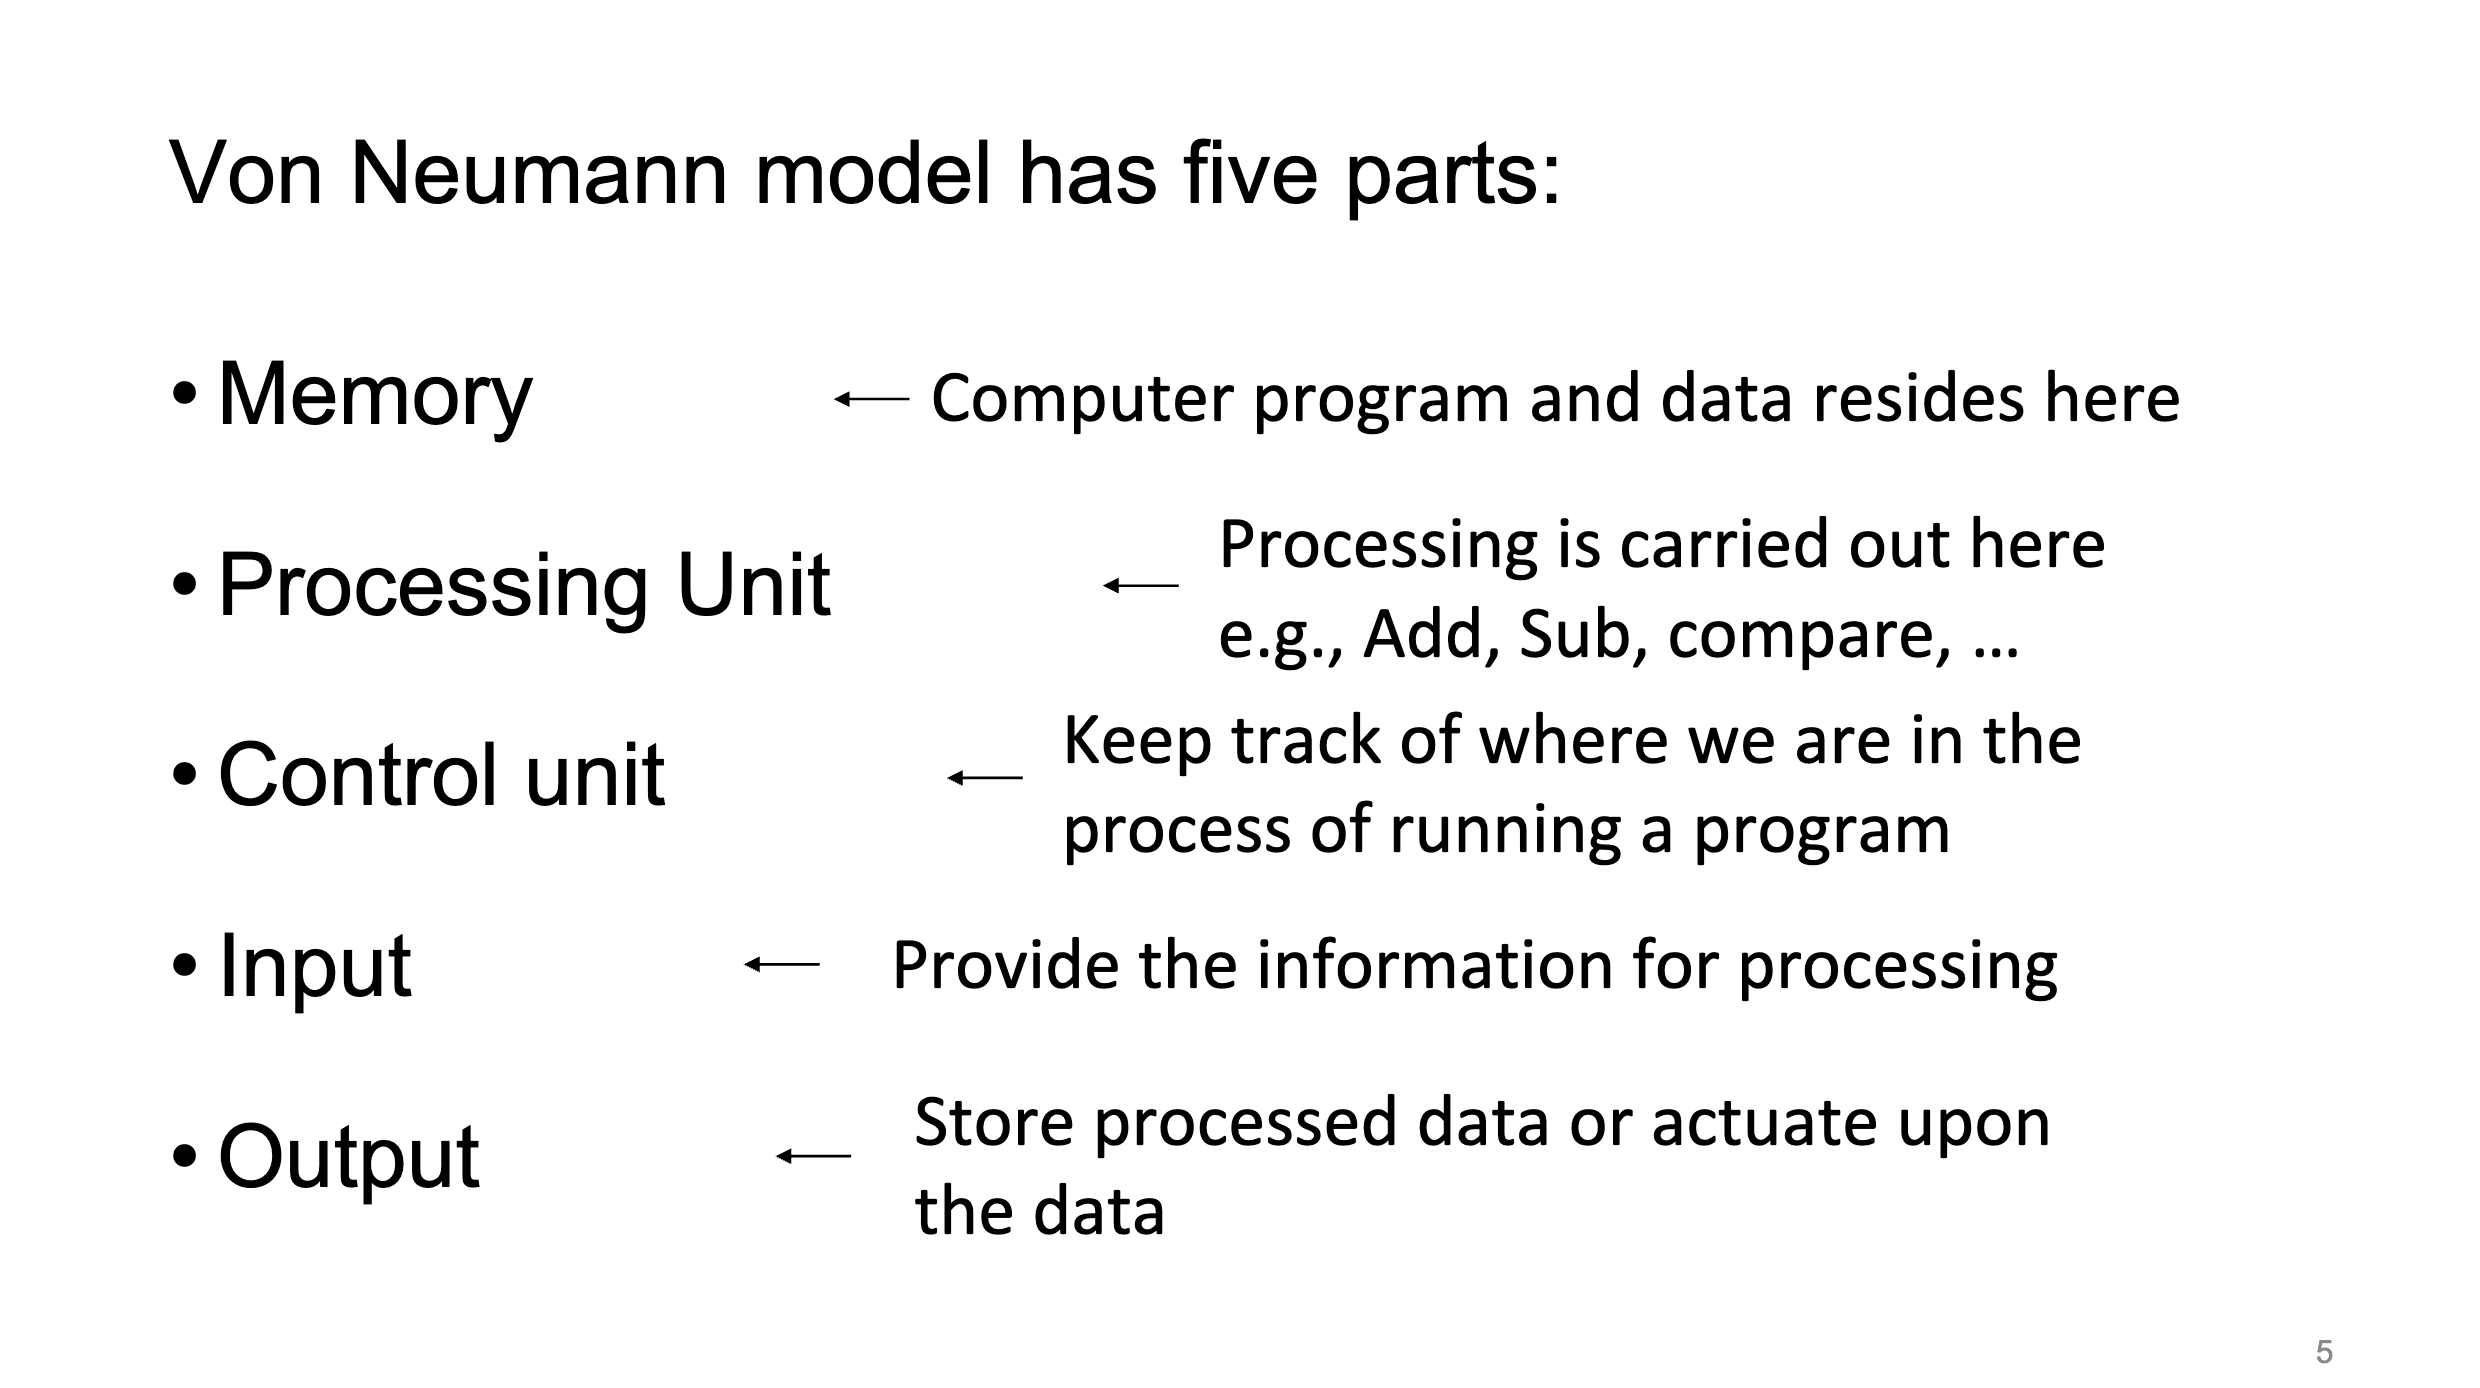 Von Neumann model has five parts:
• Memory ← Computer program and data resides here
• Processing Unit ← Processing is carried out here
e.g., Add, Sub, compare, ...
• Control unit ← Keep track of where we are in the
process of running a program
• Input ← Provide the information for processing
• Output ← Store processed data or actuate upon
the data
5